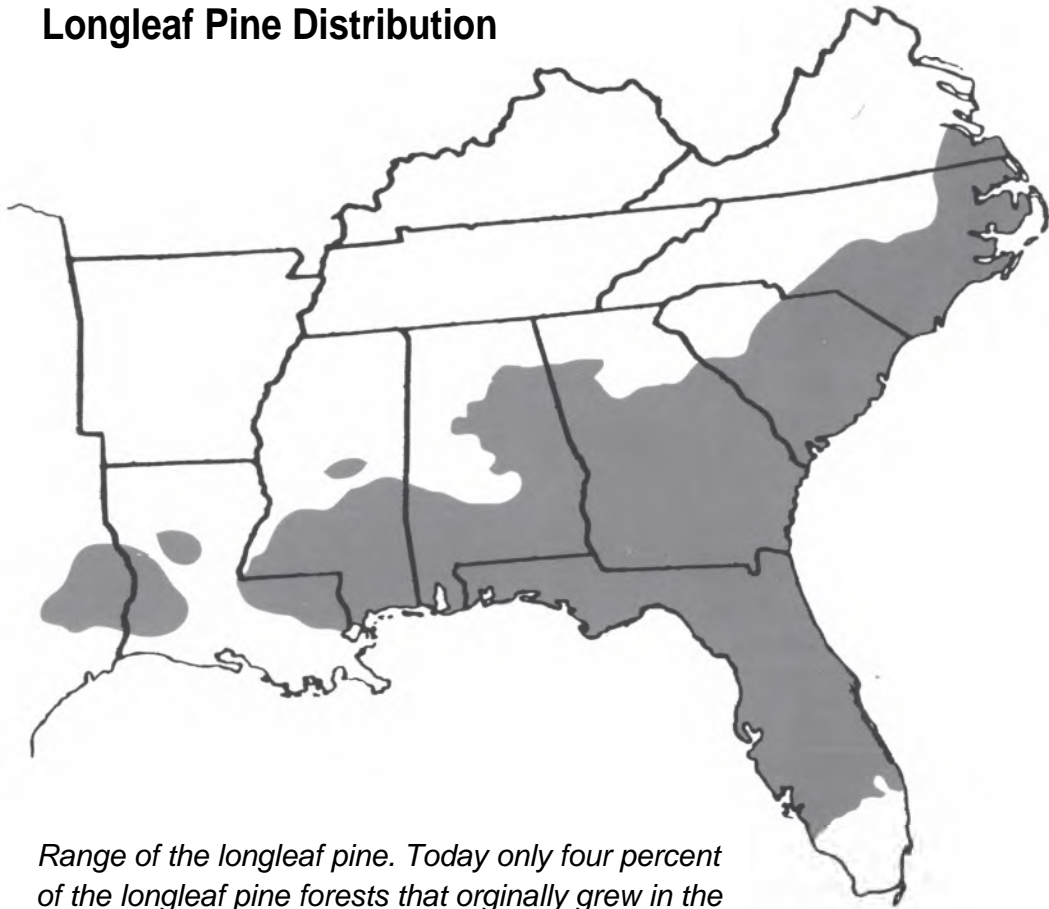 Longleaf Pine Distribution
Range of the longleaf pine. Today only four percent
of the longleaf pine forests that orginally grew in the